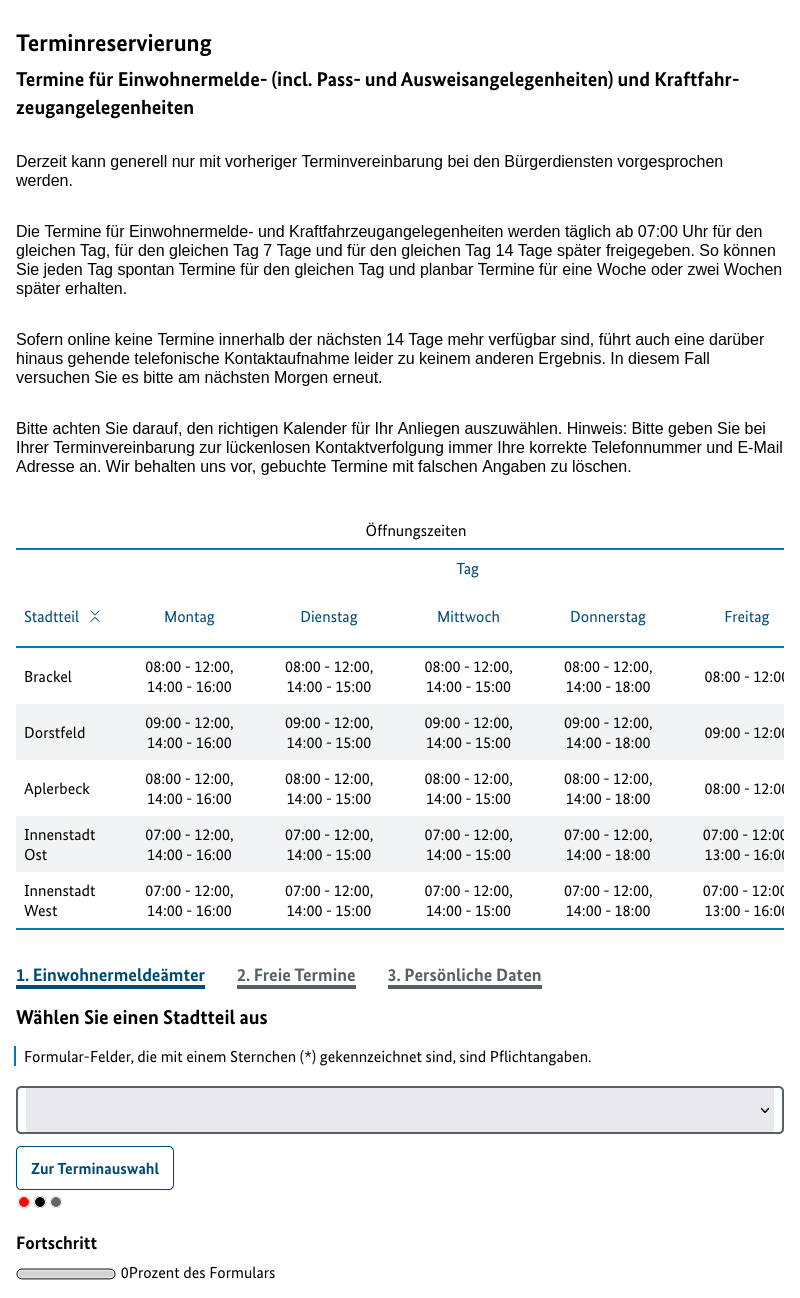 Terminreservierung
Termine für Einwohnermelde- (incl. Pass- und Ausweisangelegenheiten) und Kraftfahr-
zeugangelegenheiten
Derzeit kann generell nur mit vorheriger Terminvereinbarung bei den Bürgerdiensten vorgesprochen
werden.
Die Termine für Einwohnermelde- und Kraftfahrzeugangelegenheiten werden täglich ab 07:00 Uhr für den
gleichen Tag, für den gleichen Tag 7 Tage und für den gleichen Tag 14 Tage später freigegeben. So können
Sie jeden Tag spontan Termine für den gleichen Tag und planbar Termine für eine Woche oder zwei Wochen
später erhalten.
Sofern online keine Termine innerhalb der nächsten 14 Tage mehr verfügbar sind, führt auch eine darüber
hinaus gehende telefonische Kontaktaufnahme leider zu keinem anderen Ergebnis. In diesem Fall
versuchen Sie es bitte am nächsten Morgen erneut.
Bitte achten Sie darauf, den richtigen Kalender für Ihr Anliegen auszuwählen. Hinweis: Bitte geben Sie bei
Ihrer Terminvereinbarung zur lückenlosen Kontaktverfolgung immer Ihre korrekte Telefonnummer und E-Mail
Adresse an. Wir behalten uns vor, gebuchte Termine mit falschen Angaben zu löschen.
Öffnungszeiten
Tag
Stadtteil Montag Dienstag Mittwoch Donnerstag Freitag
Brackel 08:00 - 12:00, 08:00 - 12:00, 08:00 - 12:00, 08:00 - 12:00, 08:00 - 12:00
14:00 - 16:00 14:00 - 15:00 14:00 - 15:00 14:00 - 18:00
Dorstfeld 09:00 - 12:00, 09:00 - 12:00, 09:00 - 12:00, 09:00 - 12:00, 09:00 - 12:00
14:00 - 16:00 14:00 - 15:00 14:00 - 15:00 14:00 - 18:00
Aplerbeck 08:00 - 12:00, 08:00 - 12:00, 08:00 - 12:00, 08:00 - 12:00, 08:00 - 12:00
14:00 - 16:00 14:00 - 15:00 14:00 - 15:00 14:00 - 18:00
Innenstadt 07:00 - 12:00, 07:00 - 12:00, 07:00 - 12:00, 07:00 - 12:00, 07:00 - 12:00
Ost 14:00 - 16:00 14:00 - 15:00 14:00 - 15:00 14:00 - 18:00 13:00 - 16:00
Innenstadt 07:00 - 12:00, 07:00 - 12:00, 07:00 - 12:00, 07:00 - 12:00, 07:00 - 12:00
West 14:00 - 16:00 14:00 - 15:00 14:00 - 15:00 14:00 - 18:00 13:00 - 16:00
1. Einwohnermeldeämter 2. Freie Termine 3. Persönliche Daten
Wählen Sie einen Stadtteil aus
Formular-Felder, die mit einem Sternchen (*) gekennzeichnet sind, sind Pflichtangaben.
Zur Terminauswahl
Fortschritt
0Prozent des Formulars